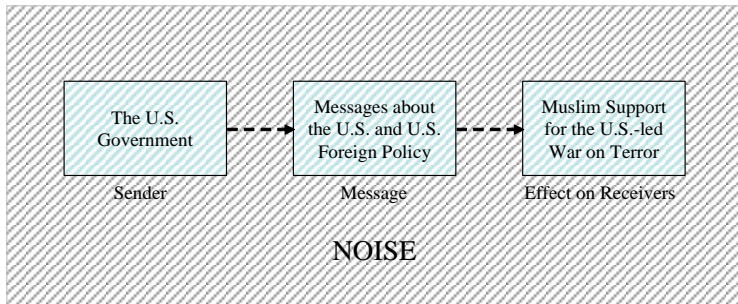 The U.S.
Government
Messages about
the U.S. and U.S.
Foreign Policy
Muslim Support
for the U.S.-led
War on Terror
Sender
Message
Effect on Receivers
NOISE